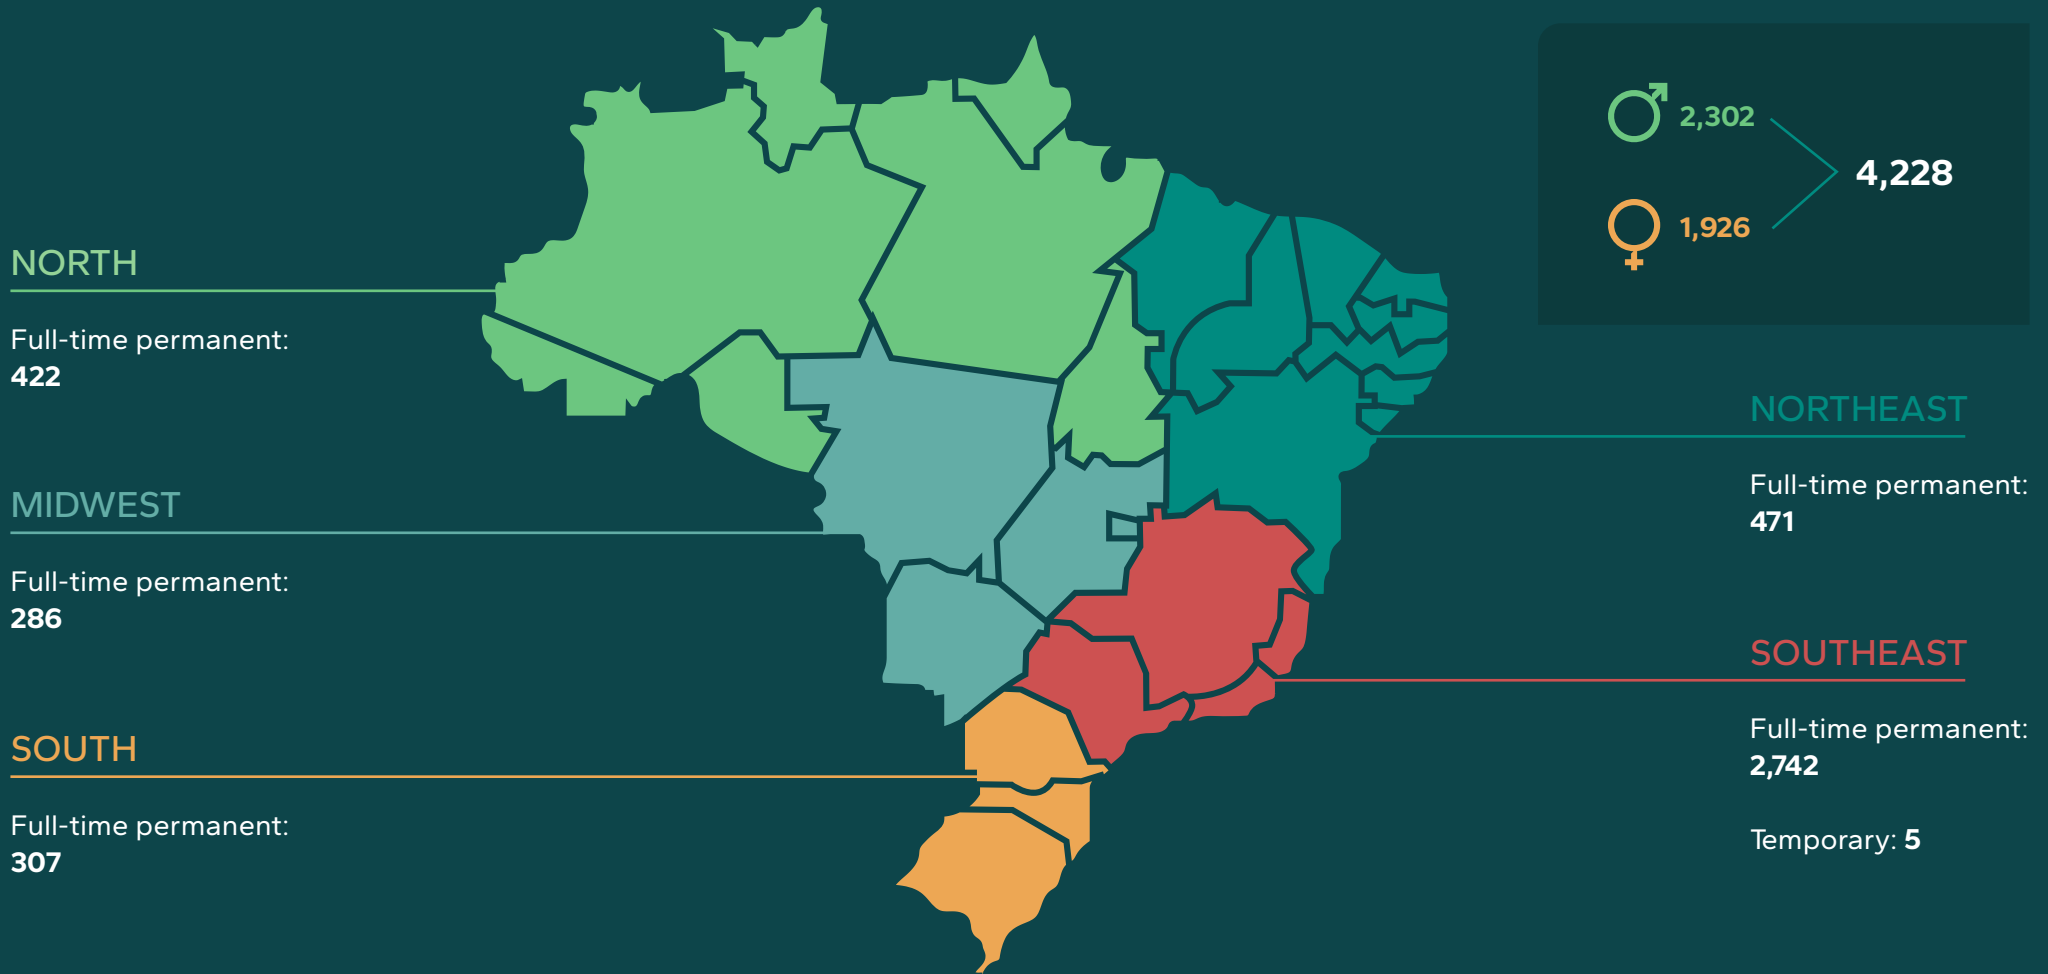 2,302
4,228
1,926
NORTH
Full-time permanent:
422
MIDWEST
Full-time permanent:
286
SOUTH
Full-time permanent:
307
NORTHEAST
Full-time permanent:
471
SOUTHEAST
Full-time permanent:
2,742
Temporary: 5